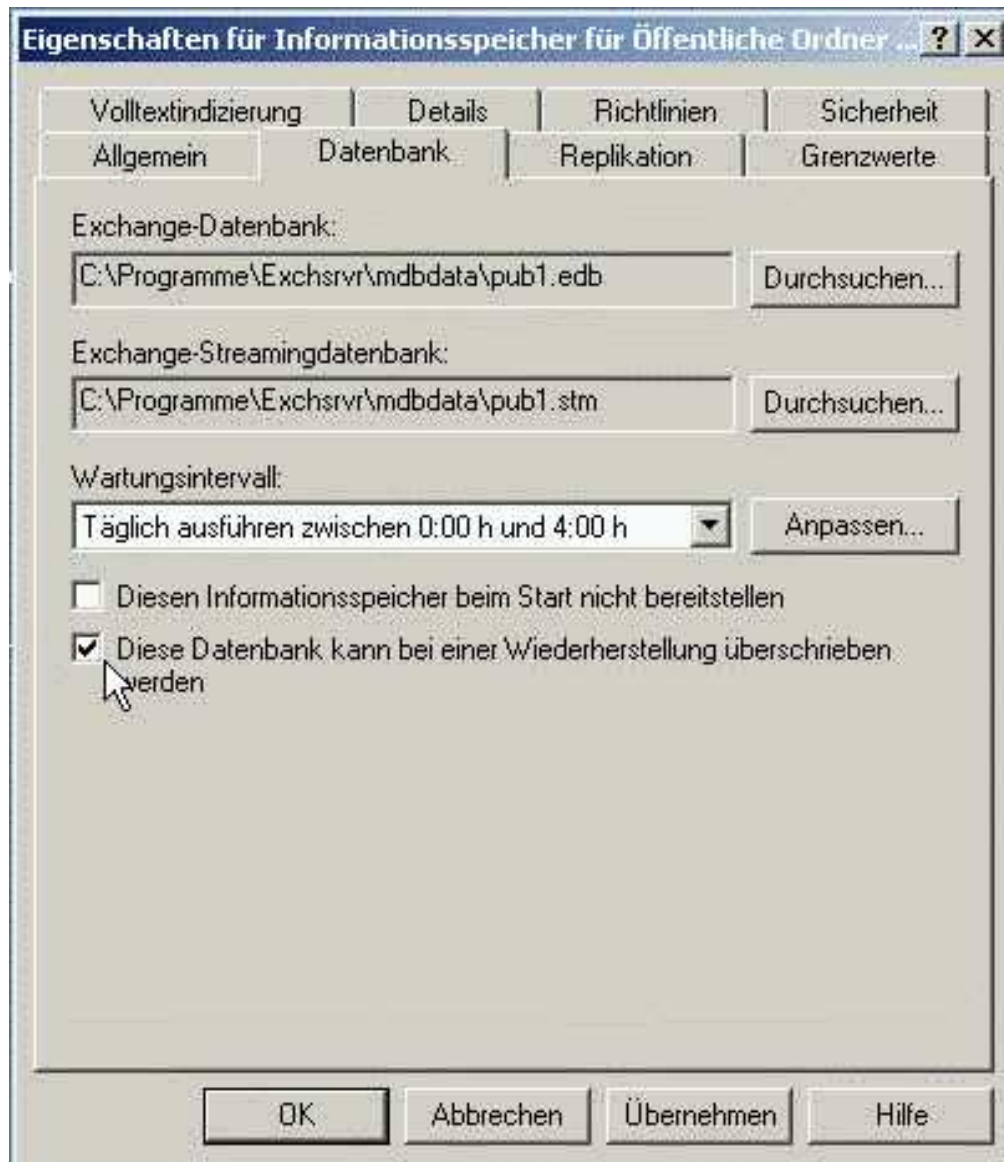 Eigenschaften für Informationsspeicher für Öffentliche Ordner ...
Volltextindizierung Details Richtlinien Sicherheit
Allgemein Datenbank Replikation Grenzwerte
Exchange-Datenbank:
C:\Programme\Exchsrvr\mdbdata\pub1.edb Durchsuchen...
Exchange-Streamingdatenbank:
C:\Programme\Exchsrvr\mdbdata\pub1.stm Durchsuchen...
Wartungsintervall:
Täglich ausführen zwischen 0:00 h und 4:00 h Anpassen...
Diesen Informationsspeicher beim Start nicht bereitstellen
Diese Datenbank kann bei einer Wiederherstellung überschrieben
werden
OK Abbrechen Übernehmen Hilfe